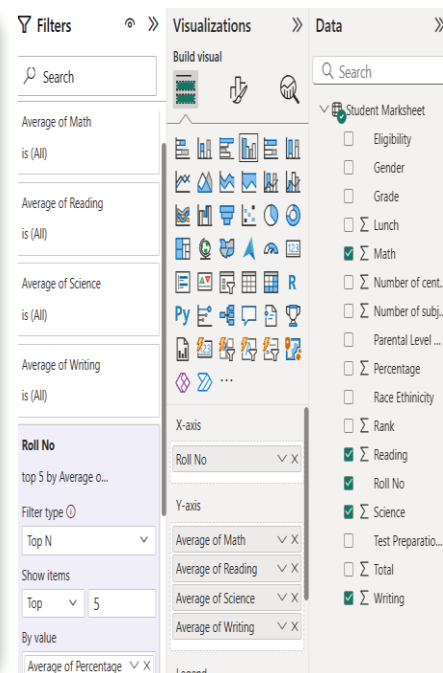 Filters
Search
Average of Math
is (All)
Average of Reading
is (All)
Average of Science
is (All)
Average of Writing
is (All)
Roll No
top 5 by Average o...
Filter type
Top N
Show items
Top 5
By value
Average of Percentage
Visualizations
Build visual
123
R
Py
123
X-axis
Roll No
Y-axis
Average of Math
Average of Reading
Average of Science
Average of Writing
Legend
Data
Search
Student Marksheet
Eligibility
Gender
Grade
∑ Lunch
∑ Math
∑ Number of cent...
∑ Number of subj...
Parental Level ...
∑ Percentage
Race Ethinicity
∑ Rank
∑ Reading
Roll No
∑ Science
Test Preparatio...
∑ Total
∑ Writing